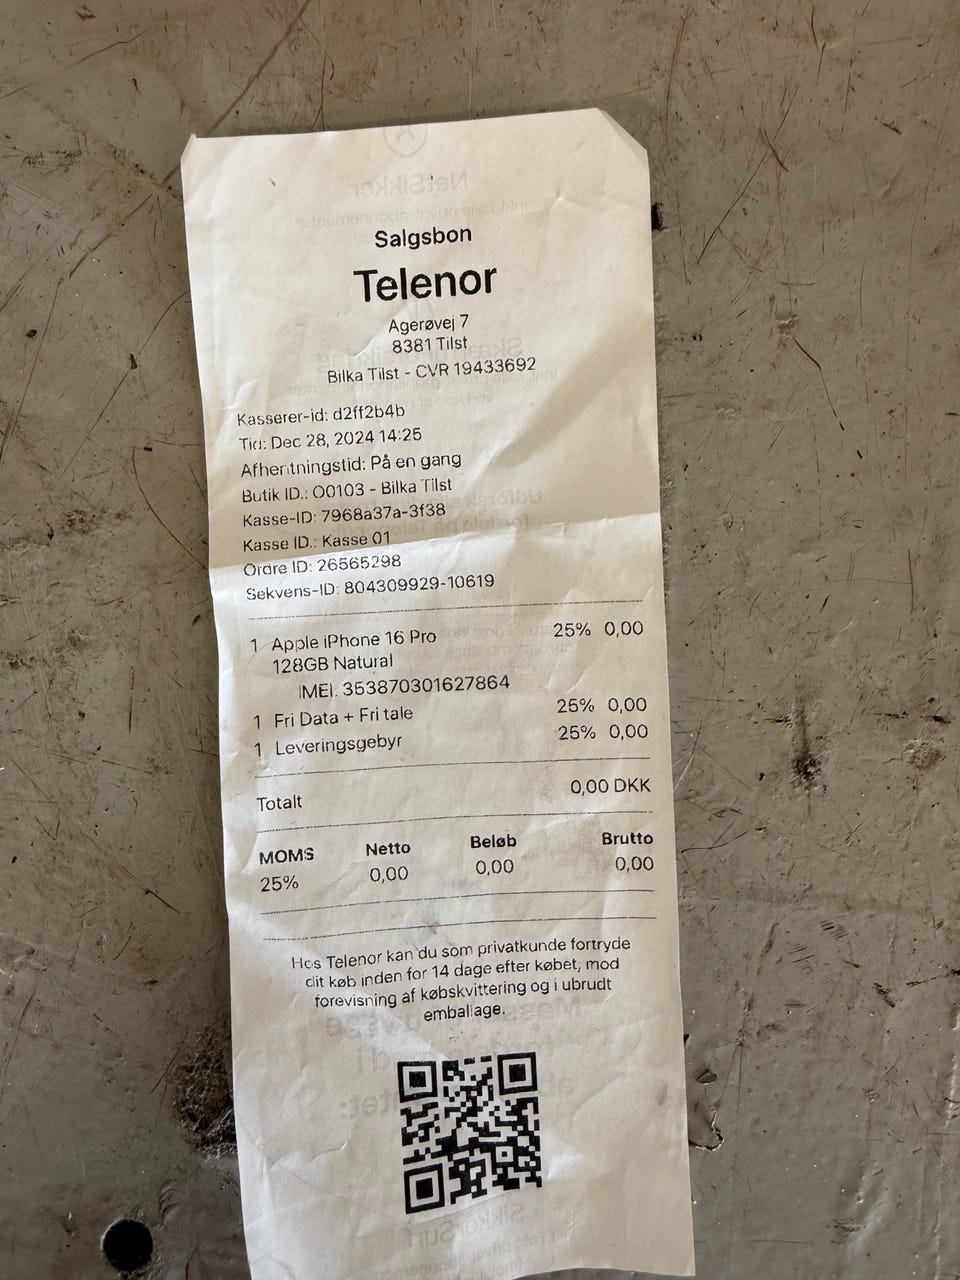 Salgsbon
Telenor
Agerøvej 7
8381 Tilst
Bilka Tilst - CVR 19433692
Kasserer-id: d2ff2b4b
Tid: Dec 28, 2024 14:25
Afhentningstid: På en gang
Butik ID.: 00103 - Bilka Tilst
Kasse-ID: 7968a37a-3f38
Kasse ID.: Kasse 01
Ordre ID: 26565298
Sekvens-ID: 804309929-10619
1 Apple iPhone 16 Pro 25% 0,00
128GB Natural
IMEI: 353870301627864
1 Fri Data + Fri tale 25% 0,00
1 Leveringsgebyr 25% 0,00
Totalt 0,00 DKK
MOMS Netto Beløb Brutto
25% 0,00 0,00 0,00
Hos Telenor kan du som privatkunde fortryde
dit køb inden for 14 dage efter købet, mod
forevisning af købskvittering og i ubrudt
emballage.